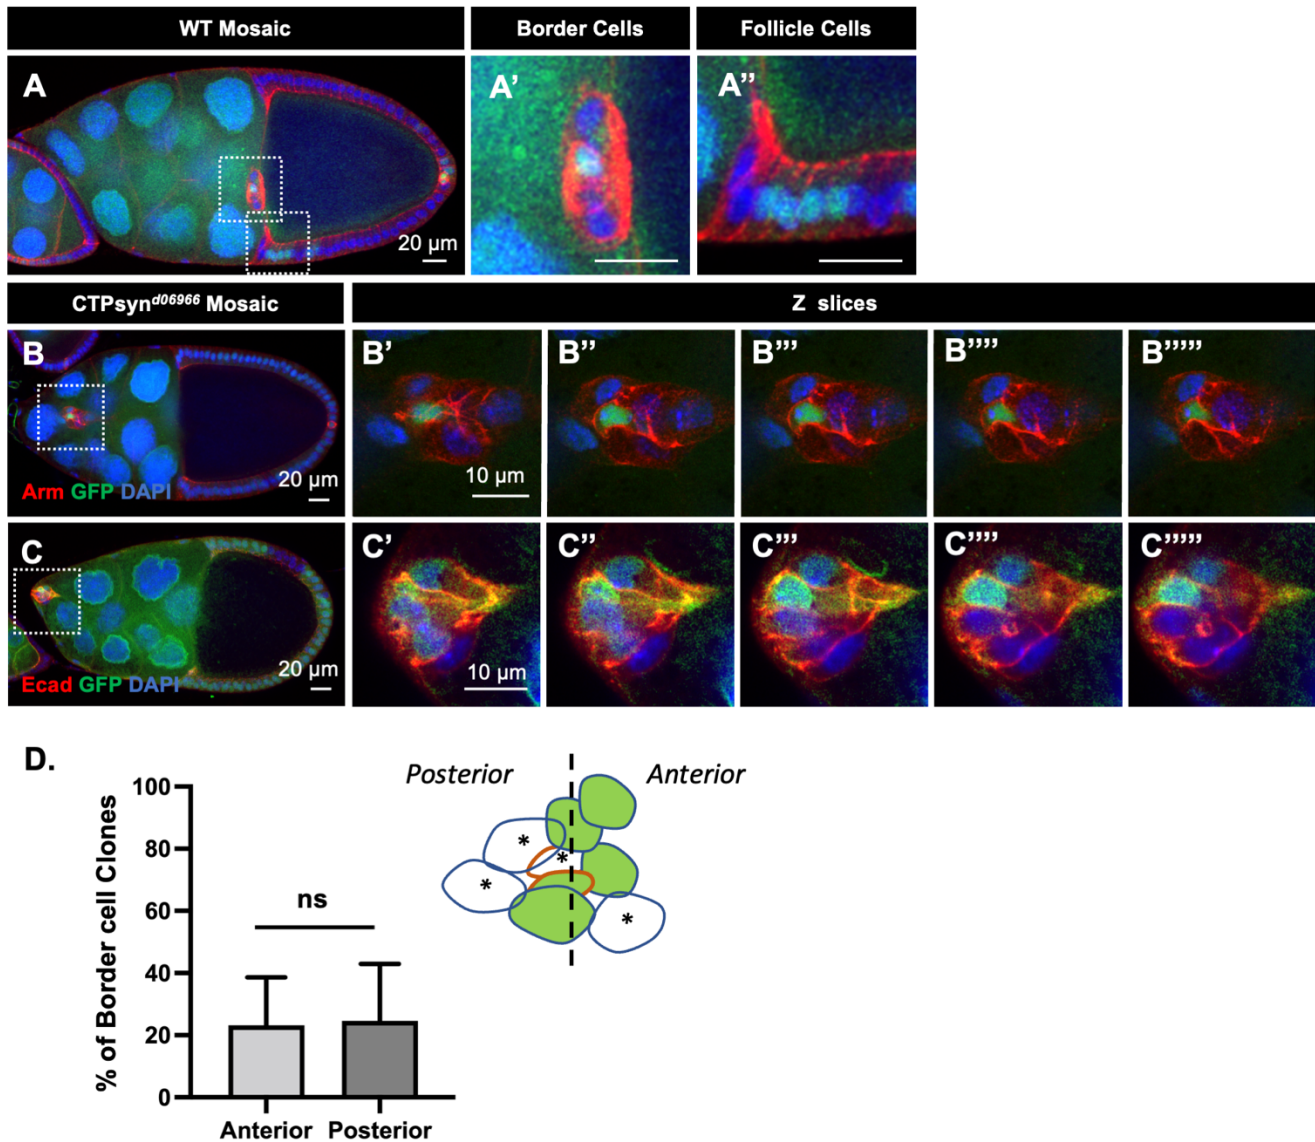 WT Mosaic
Border Cells
Follicle Cells
A
20 µm
A’
A’’
CTPsynd06966 Mosaic
Z slices
B
Arm GFP DAPI
20 µm
B’
10 µm
B’’
B’’’
B’’’’
B’’’’’
C
Ecad GFP DAPI
20 µm
C’
10 µm
C’’
C’’’
C’’’’
C’’’’’
D.
% of Border cell Clones
100
80
60
40
20
0
ns
Anterior Posterior
Posterior Anterior
*
*
*
*